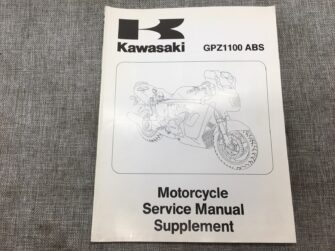 Kawasaki
GPZ1100 ABS
Motorcycle
Service Manual
Supplement